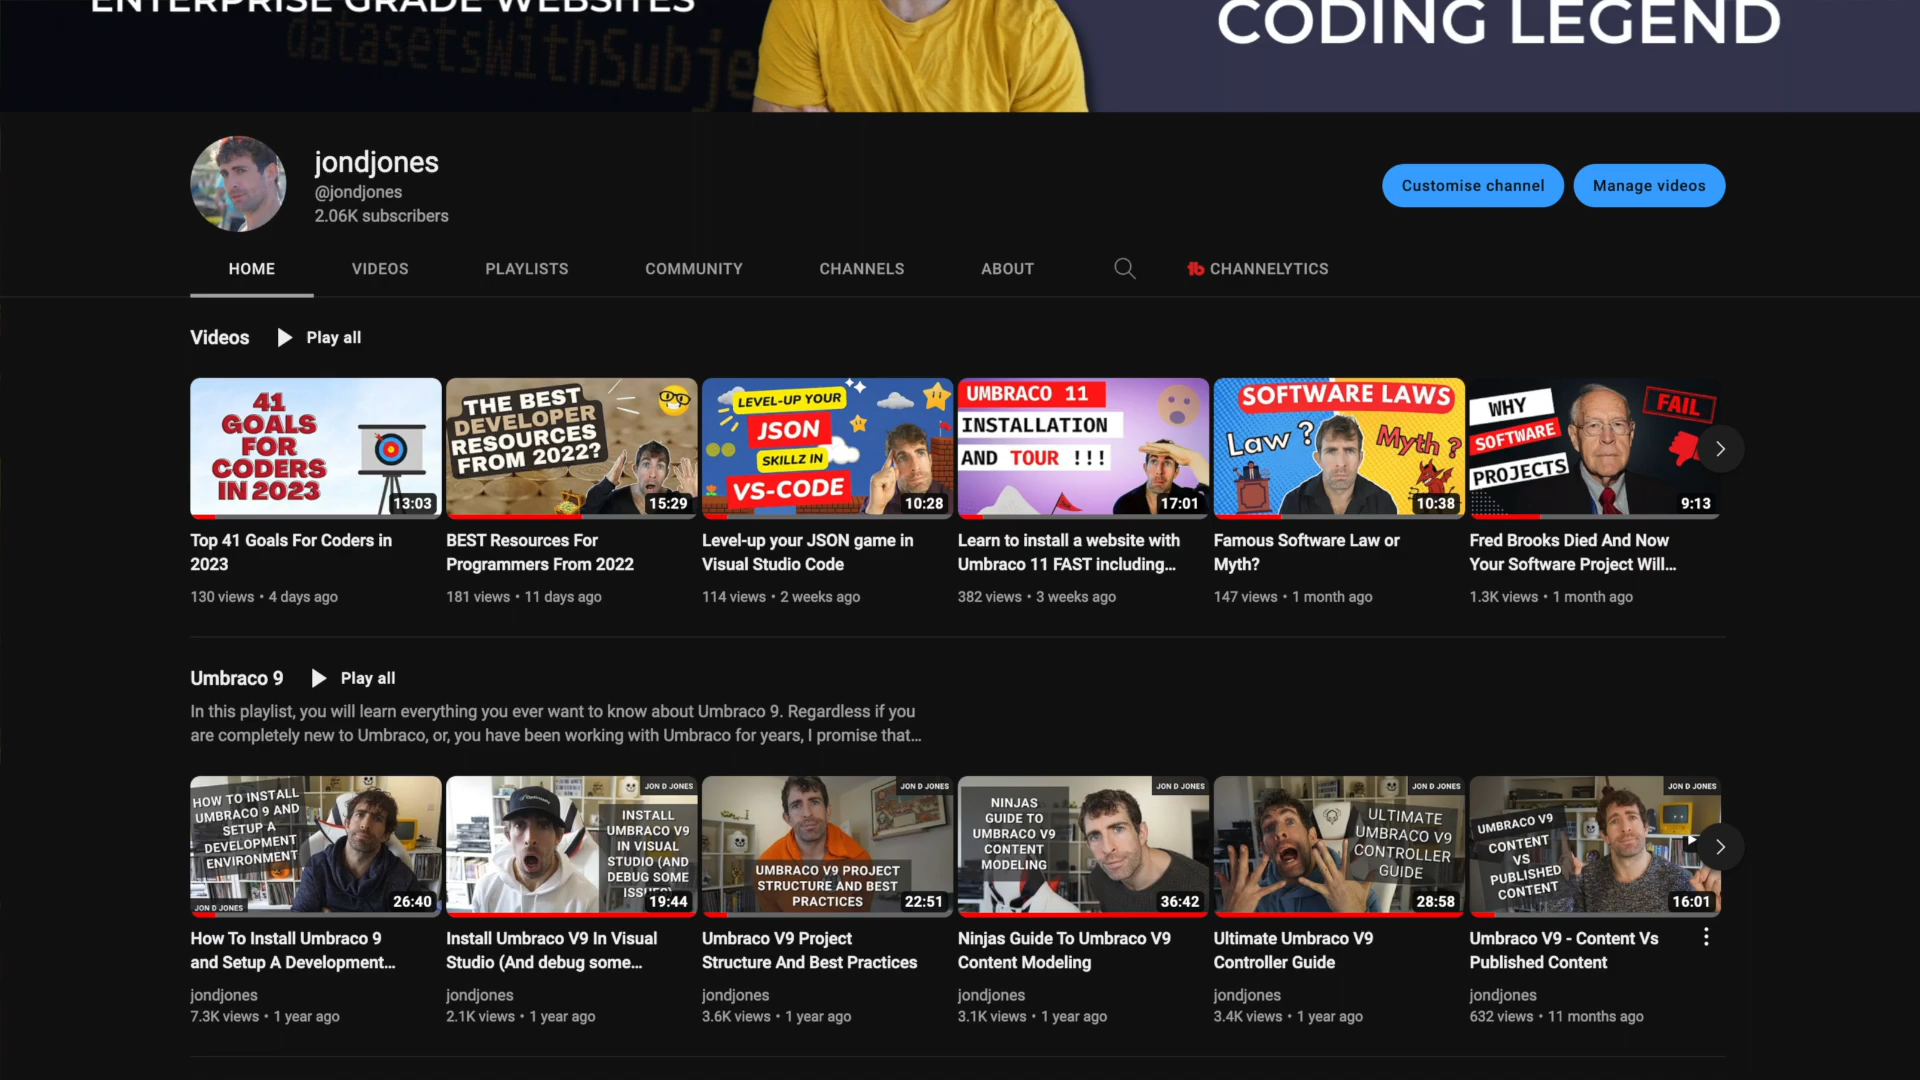 ENTERPRISE GRADE WEBSITES
datasetsWithSubje
CODING LEGEND
jondjones
@jondjones
2.06K subscribers
Customise channel
Manage videos
HOME
VIDEOS
PLAYLISTS
COMMUNITY
CHANNELS
ABOUT
CHANNELYTICS
Videos
Play all
41
GOALS
FOR
CODERS
IN 2023
13:03
THE BEST
DEVELOPER
RESOURCES
FROM 2022?
15:29
LEVEL-UP YOUR
JSON
SKILLZ IN
VS-CODE
10:28
UMBRACO 11
INSTALLATION
AND TOUR !!!
17:01
SOFTWARE LAWS
Law ?
Myth ?
10:38
WHY
SOFTWARE
PROJECTS
FAIL
9:13
Top 41 Goals For Coders in
2023
130 views • 4 days ago
BEST Resources For
Programmers From 2022
181 views • 11 days ago
Level-up your JSON game in
Visual Studio Code
114 views • 2 weeks ago
Learn to install a website with
Umbraco 11 FAST including...
382 views • 3 weeks ago
Famous Software Law or
Myth?
147 views • 1 month ago
Fred Brooks Died And Now
Your Software Project Will...
1.3K views • 1 month ago
Umbraco 9
Play all
In this playlist, you will learn everything you ever want to know about Umbraco 9. Regardless if you
are completely new to Umbraco, or, you have been working with Umbraco for years, I promise that...
HOW TO INSTALL
UMBRACO 9 AND
SETUP A
DEVELOPMENT
ENVIRONMENT
JON D JONES
26:40
JON D JONES
INSTALL
UMBRACO V9
IN VISUAL
STUDIO (AND
DEBUG SOME
ISSUES)
19:44
JON D JONES
UMBRACO V9 PROJECT
STRUCTURE AND BEST
PRACTICES
22:51
JON D JONES
NINJAS
GUIDE TO
UMBRACO V9
CONTENT
MODELING
36:42
JON D JONES
ULTIMATE
UMBRACO V9
CONTROLLER
GUIDE
28:58
JON D JONES
UMBRACO V9
CONTENT
VS
PUBLISHED
CONTENT
16:01
How To Install Umbraco 9
and Setup A Development...
jondjones
7.3K views • 1 year ago
Install Umbraco V9 In Visual
Studio (And debug some...
jondjones
2.1K views • 1 year ago
Umbraco V9 Project
Structure And Best Practices
jondjones
3.6K views • 1 year ago
Ninjas Guide To Umbraco V9
Content Modeling
jondjones
3.1K views • 1 year ago
Ultimate Umbraco V9
Controller Guide
jondjones
3.4K views • 1 year ago
Umbraco V9 - Content Vs
Published Content
jondjones
632 views • 11 months ago